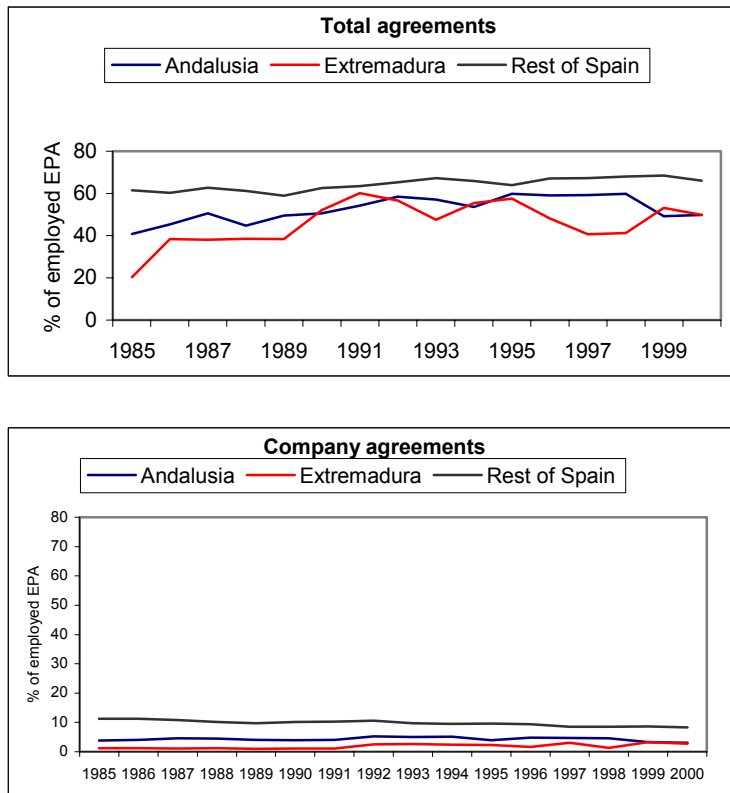 Total agreements
Andalusia Extremadura Rest of Spain
% of employed EPA
80
60
40
20
0
1985 1987 1989 1991 1993 1995 1997 1999
Company agreements
Andalusia Extremadura Rest of Spain
% of employed EPA
80
70
60
50
40
30
20
10
0
1985 1986 1987 1988 1989 1990 1991 1992 1993 1994 1995 1996 1997 1998 1999 2000